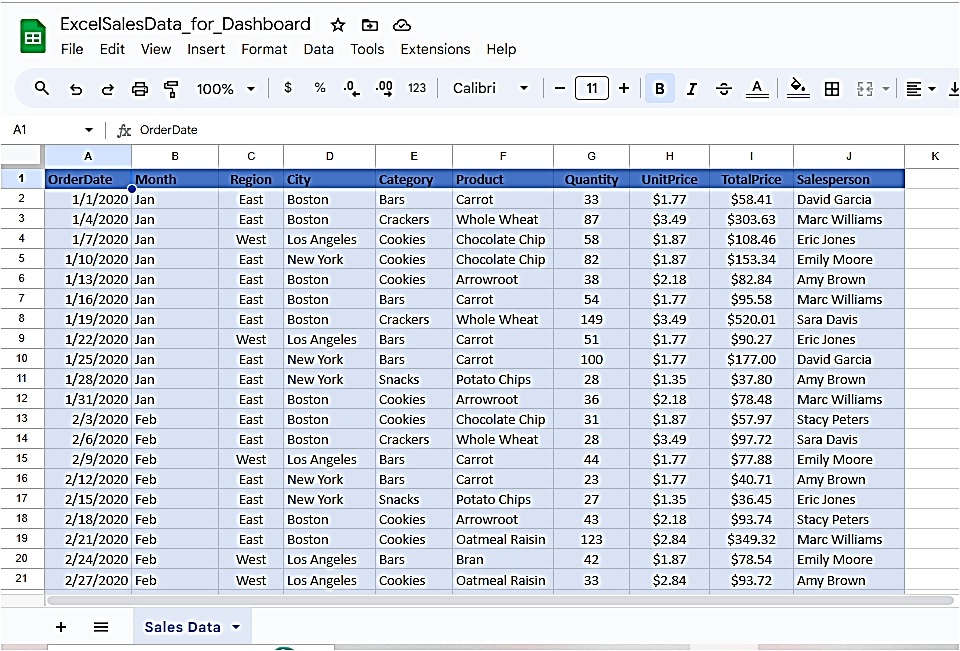 ExcelSalesData_for_Dashboard
File Edit View Insert Format Data Tools Extensions Help
100% $ % .0 .00 123 Calibri 11 B I S A
A1 fx OrderDate
A B C D E F G H I J K
1 OrderDate Month Region City Category Product Quantity UnitPrice TotalPrice Salesperson
2 1/1/2020 Jan East Boston Bars Carrot 33 $1.77 $58.41 David Garcia
3 1/4/2020 Jan East Boston Crackers Whole Wheat 87 $3.49 $303.63 Marc Williams
4 1/7/2020 Jan West Los Angeles Cookies Chocolate Chip 58 $1.87 $108.46 Eric Jones
5 1/10/2020 Jan East New York Cookies Chocolate Chip 82 $1.87 $153.34 Emily Moore
6 1/13/2020 Jan East Boston Cookies Arrowroot 38 $2.18 $82.84 Amy Brown
7 1/16/2020 Jan East Boston Bars Carrot 54 $1.77 $95.58 Marc Williams
8 1/19/2020 Jan East Boston Crackers Whole Wheat 149 $3.49 $520.01 Sara Davis
9 1/22/2020 Jan West Los Angeles Bars Carrot 51 $1.77 $90.27 Eric Jones
10 1/25/2020 Jan East New York Bars Carrot 100 $1.77 $177.00 David Garcia
11 1/28/2020 Jan East New York Snacks Potato Chips 28 $1.35 $37.80 Amy Brown
12 1/31/2020 Jan East Boston Cookies Arrowroot 36 $2.18 $78.48 Marc Williams
13 2/3/2020 Feb East Boston Cookies Chocolate Chip 31 $1.87 $57.97 Stacy Peters
14 2/6/2020 Feb East Boston Crackers Whole Wheat 28 $3.49 $97.72 Sara Davis
15 2/9/2020 Feb West Los Angeles Bars Carrot 44 $1.77 $77.88 Emily Moore
16 2/12/2020 Feb East New York Bars Carrot 23 $1.77 $40.71 Amy Brown
17 2/15/2020 Feb East New York Snacks Potato Chips 27 $1.35 $36.45 Eric Jones
18 2/18/2020 Feb East Boston Cookies Arrowroot 43 $2.18 $93.74 Stacy Peters
19 2/21/2020 Feb East Boston Cookies Oatmeal Raisin 123 $2.84 $349.32 Marc Williams
20 2/24/2020 Feb West Los Angeles Bars Bran 42 $1.87 $78.54 Emily Moore
21 2/27/2020 Feb West Los Angeles Cookies Oatmeal Raisin 33 $2.84 $93.72 Amy Brown
Sales Data